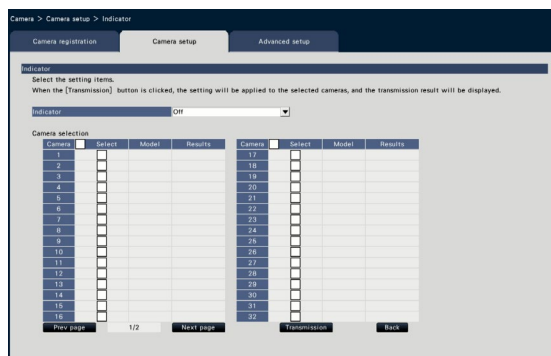 Camera > Camera setup > Indicator
Camera registration Camera setup Advanced setup
Indicator
Select the setting items.
When the [Transmission] button is clicked, the setting will be applied to the selected cameras, and the transmission result will be displayed.
Indicator Off
Camera selection
Camera Select Model Results Camera Select Model Results
1 17
2 18
3 19
4 20
5 21
6 22
7 23
8 24
9 25
10 26
11 27
12 28
13 29
14 30
15 31
16 32
Prev page 1/2 Next page Transmission Back